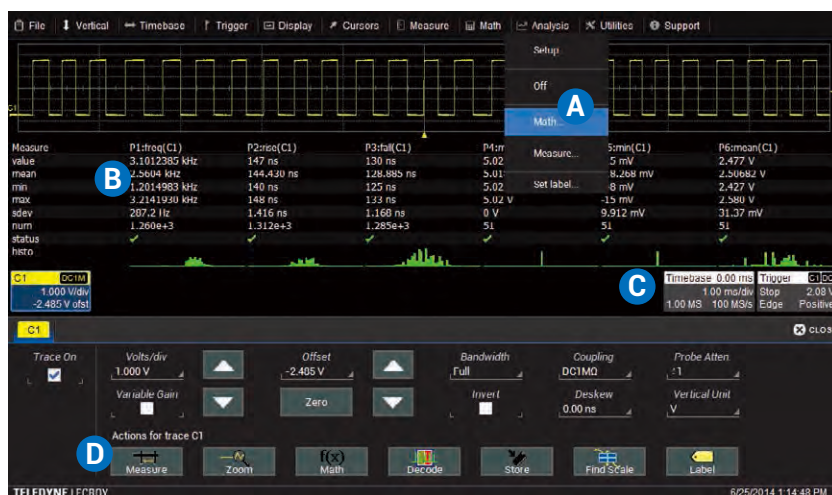 File Vertical Timebase Trigger Display Cursors Measure Math Analysis Utilities Support
Setup
Off
A
Math...
Measure...
Set label...
C1
Measure P1:freq(C1) P2:rise(C1) P3:fall(C1) P4:m 5:min(C1) P6:mean(C1)
value 3.1012385 kHz 147 ns 130 ns 5.02 5 mV 2.477 V
mean 2.5604 kHz 144.430 ns 128.885 ns 5.01 8.268 mV 2.50682 V
B
min 1.2014983 kHz 140 ns 125 ns 5.02 -8 mV 2.427 V
max 3.2141930 kHz 148 ns 133 ns 5.02 V -15 mV 2.580 V
sdev 287.2 Hz 1.416 ns 1.168 ns 0 V 9.912 mV 31.37 mV
num 1.260e+3 1.312e+3 1.285e+3 51 51 51
status
histo
C1 DC1M
1.000 V/div
-2.485 V ofst
C
Timebase 0.00 ms Trigger C1 DC
1.00 ms/div Stop 2.08 V
1.00 MS 100 MS/s Edge Positive
C1 CLOS
Trace On Volts/div Offset Bandwidth Coupling Probe Atten
1.000 V -2.485 V Full DC1MΩ ÷1
Variable Gain Zero Invert Deskew Vertical Unit
0.00 ns V
Actions for trace C1
D
Measure Zoom f(x) Math Decode Store Find Scale Label
TELEDYNE LECROY 6/25/2014 1:14:48 PM